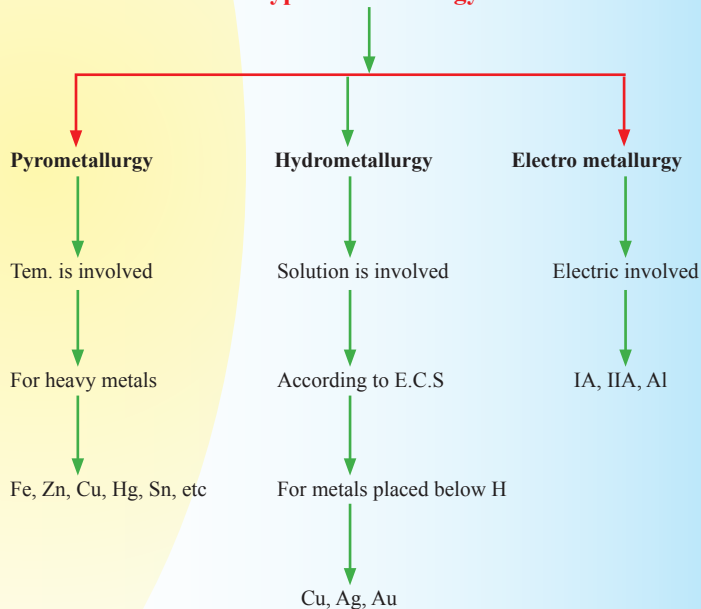 Pyrometallurgy Hydrometallurgy Electro metallurgy
Tem. is involved Solution is involved Electric involved
For heavy metals According to E.C.S IA, IIA, Al
Fe, Zn, Cu, Hg, Sn, etc For metals placed below H
Cu, Ag, Au